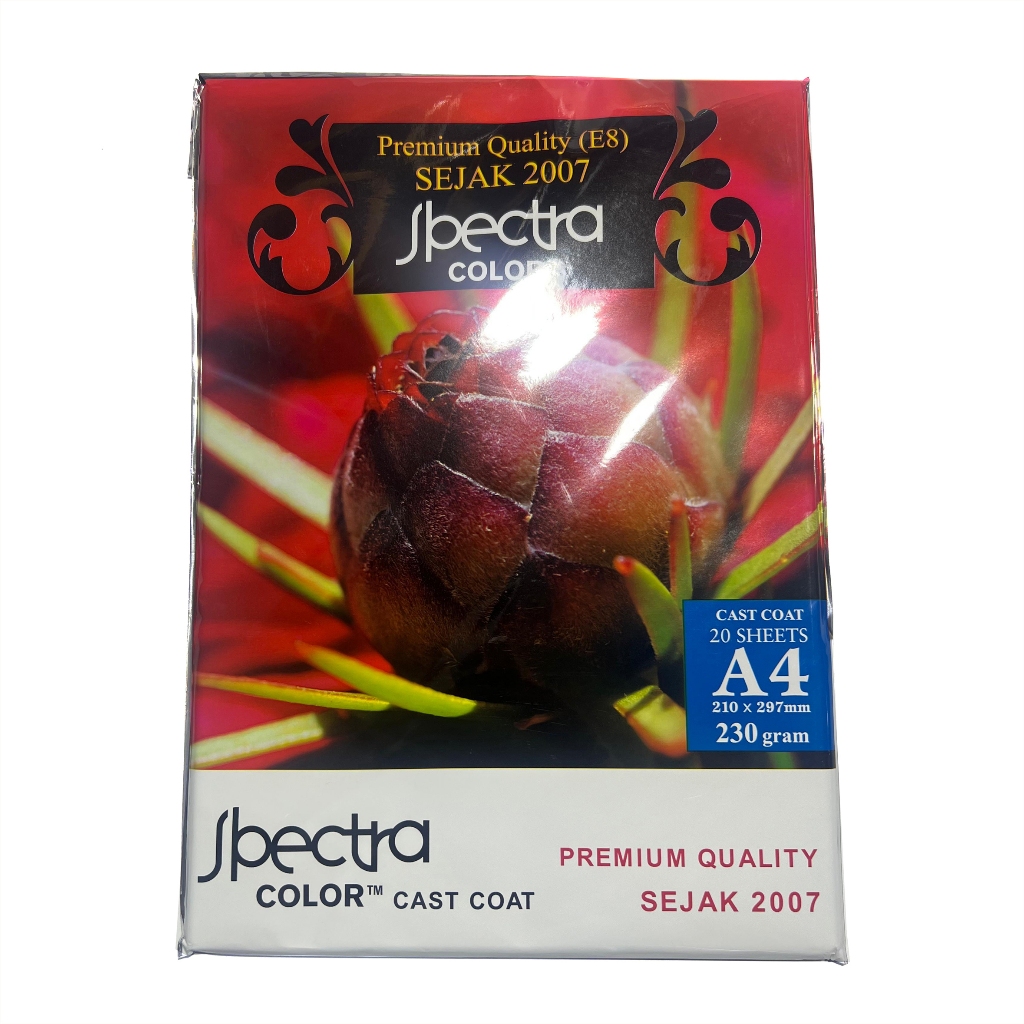 Premium Quality (E8)
SEJAK 2007
Spectra
COLOR
CAST COAT
20 SHEETS
A4
210 x 297mm
230 gram
Spectra
COLOR™ CAST COAT
PREMIUM QUALITY
SEJAK 2007